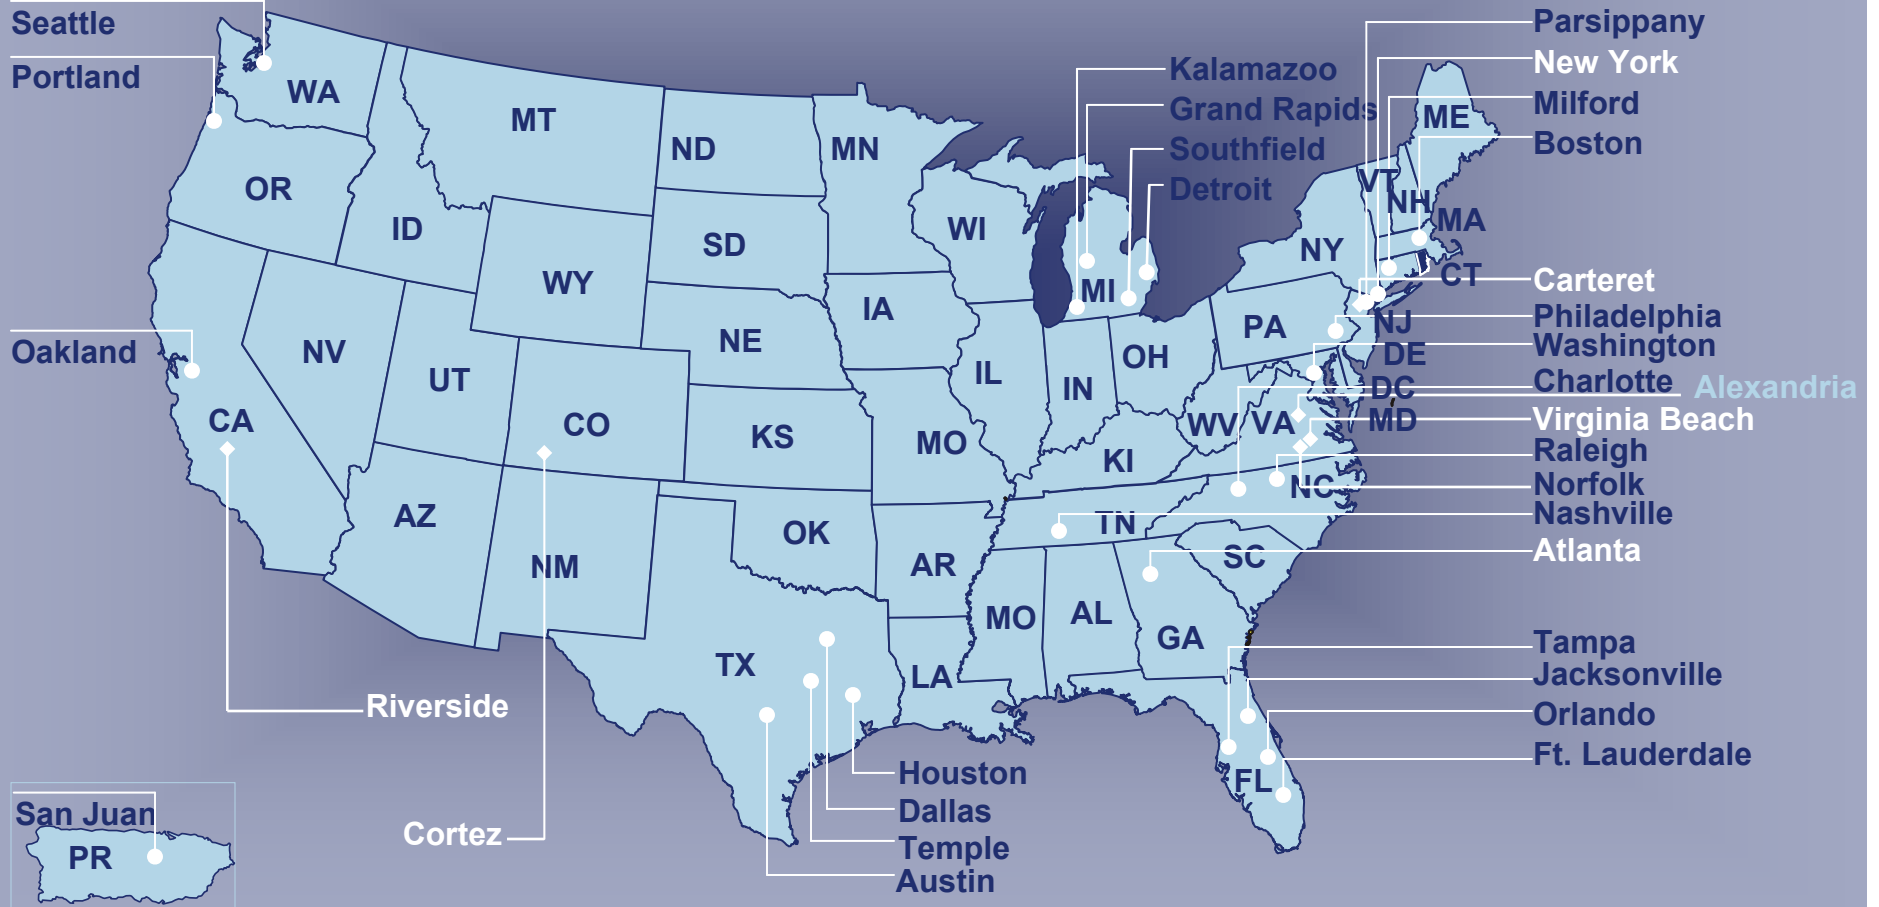 Seattle
Portland
Oakland
San Juan
PR
Riverside
Cortez
Kalamazoo
Grand Rapids
Southfield
Detroit
WA
OR
CA
ID
NV
MT
WY
UT
AZ
CO
NM
ND
SD
NE
KS
OK
TX
MN
IA
MO
AR
LA
WI
IL
MI
IN
OH
KI
TN
MO
AL
GA
FL
SC
NC
VA
WV
PA
NY
VT
NH
ME
MA
CT
NJ
DE
DC
MD
Parsippany
New York
Milford
Boston
Carteret
Philadelphia
Washington
Charlotte
Alexandria
Virginia Beach
Raleigh
Norfolk
Nashville
Atlanta
Tampa
Jacksonville
Orlando
Ft. Lauderdale
Houston
Dallas
Temple
Austin